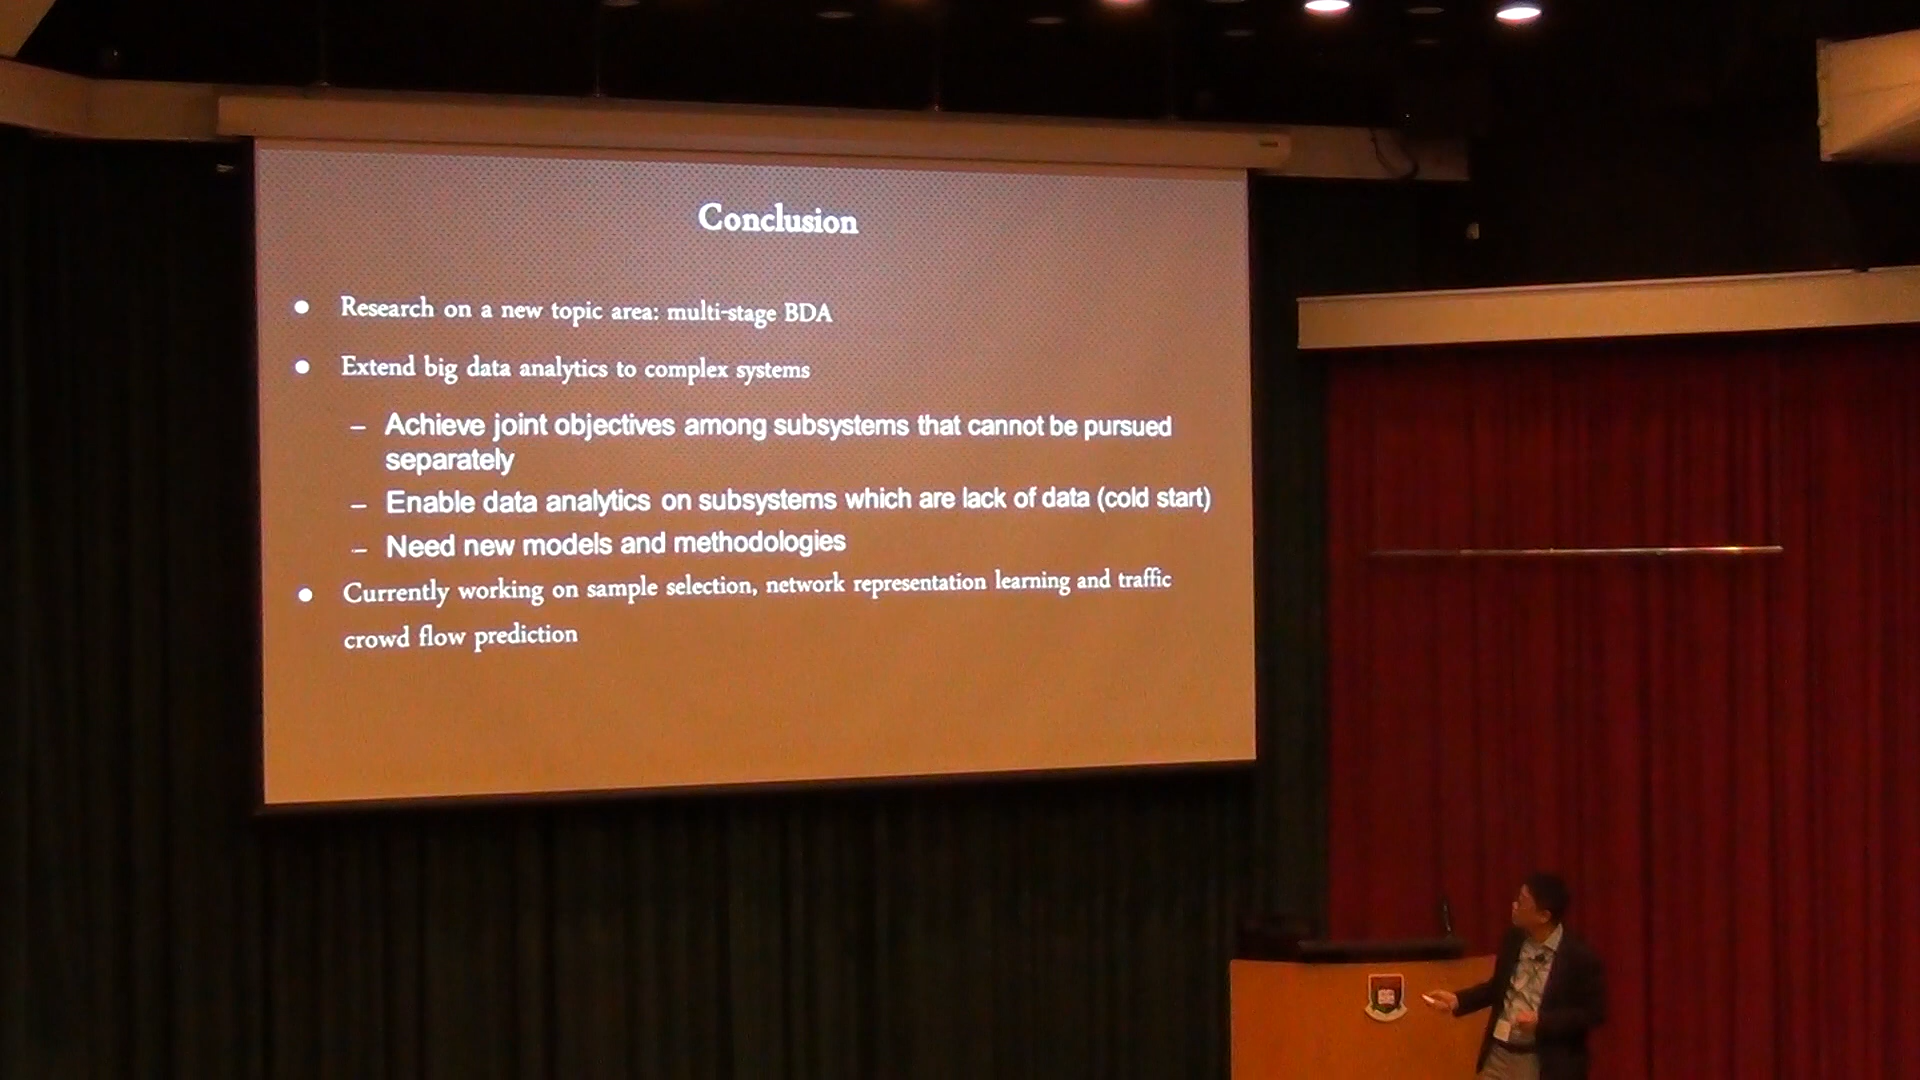 Conclusion
● Research on a new topic area: multi-stage BDA
● Extend big data analytics to complex systems
– Achieve joint objectives among subsystems that cannot be pursued
separately
– Enable data analytics on subsystems which are lack of data (cold start)
– Need new models and methodologies
● Currently working on sample selection, network representation learning and traffic
crowd flow prediction